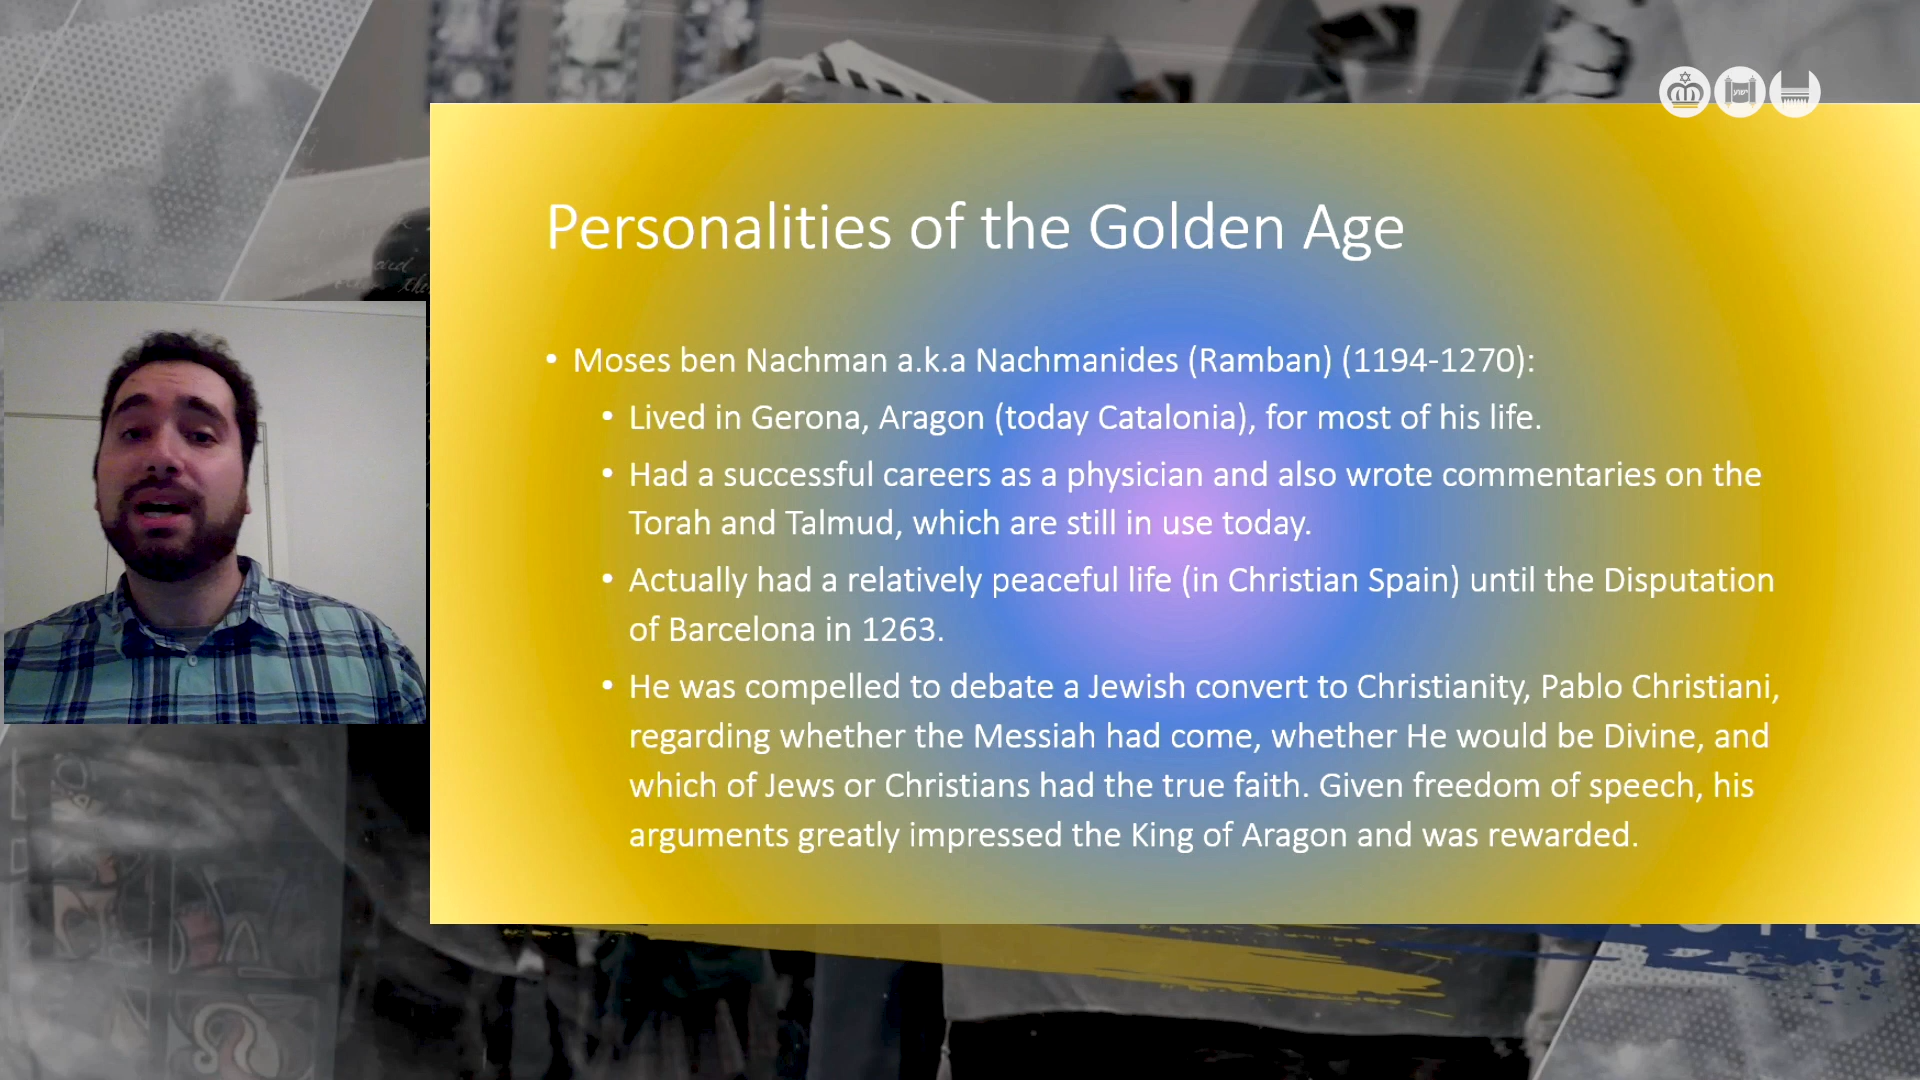 Personalities of the Golden Age
• Moses ben Nachman a.k.a Nachmanides (Ramban) (1194-1270):
• Lived in Gerona, Aragon (today Catalonia), for most of his life.
• Had a successful careers as a physician and also wrote commentaries on the
Torah and Talmud, which are still in use today.
• Actually had a relatively peaceful life (in Christian Spain) until the Disputation
of Barcelona in 1263.
• He was compelled to debate a Jewish convert to Christianity, Pablo Christiani,
regarding whether the Messiah had come, whether He would be Divine, and
which of Jews or Christians had the true faith. Given freedom of speech, his
arguments greatly impressed the King of Aragon and was rewarded.